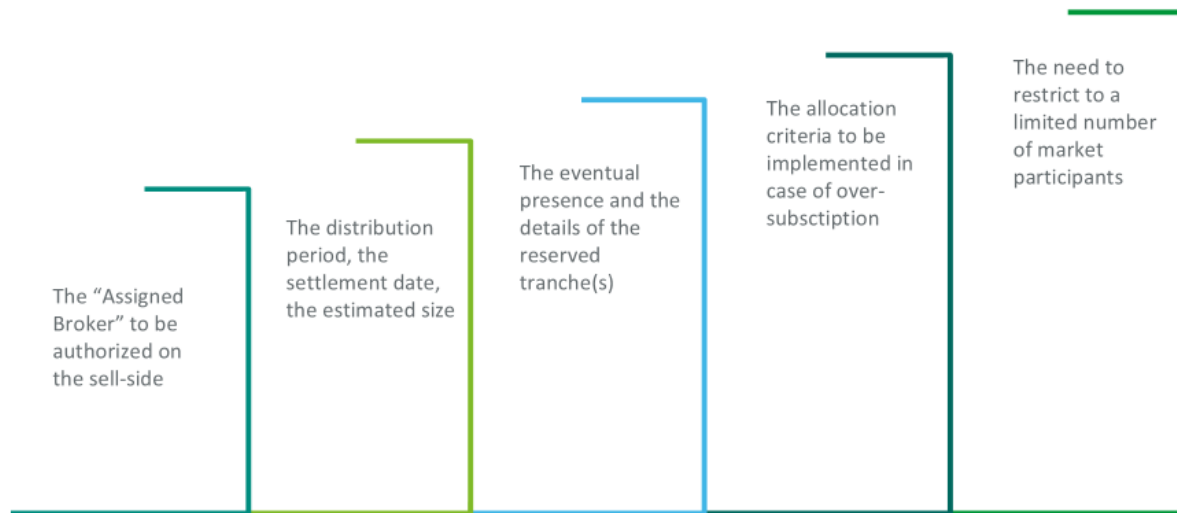 The “Assigned
Broker” to be
authorized on
the sell-side
The distribution
period, the
settlement date,
the estimated size
The eventual
presence and the
details of the
reserved
tranche(s)
The allocation
criteria to be
implemented in
case of over-
subsctiption
The need to
restrict to a
limited number
of market
participants